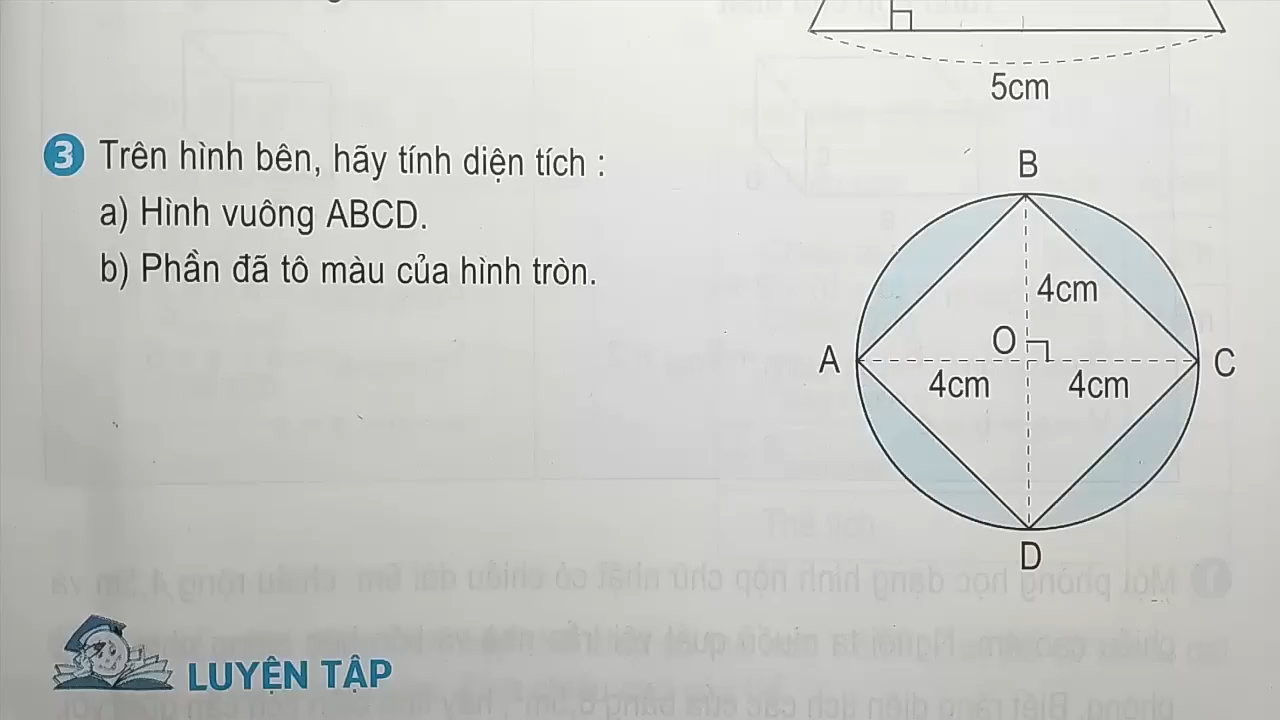 5cm
3 Trên hình bên, hãy tính diện tích :
a) Hình vuông ABCD.
b) Phần đã tô màu của hình tròn.
B
4cm
O
A
C
4cm
4cm
D
LUYỆN TẬP